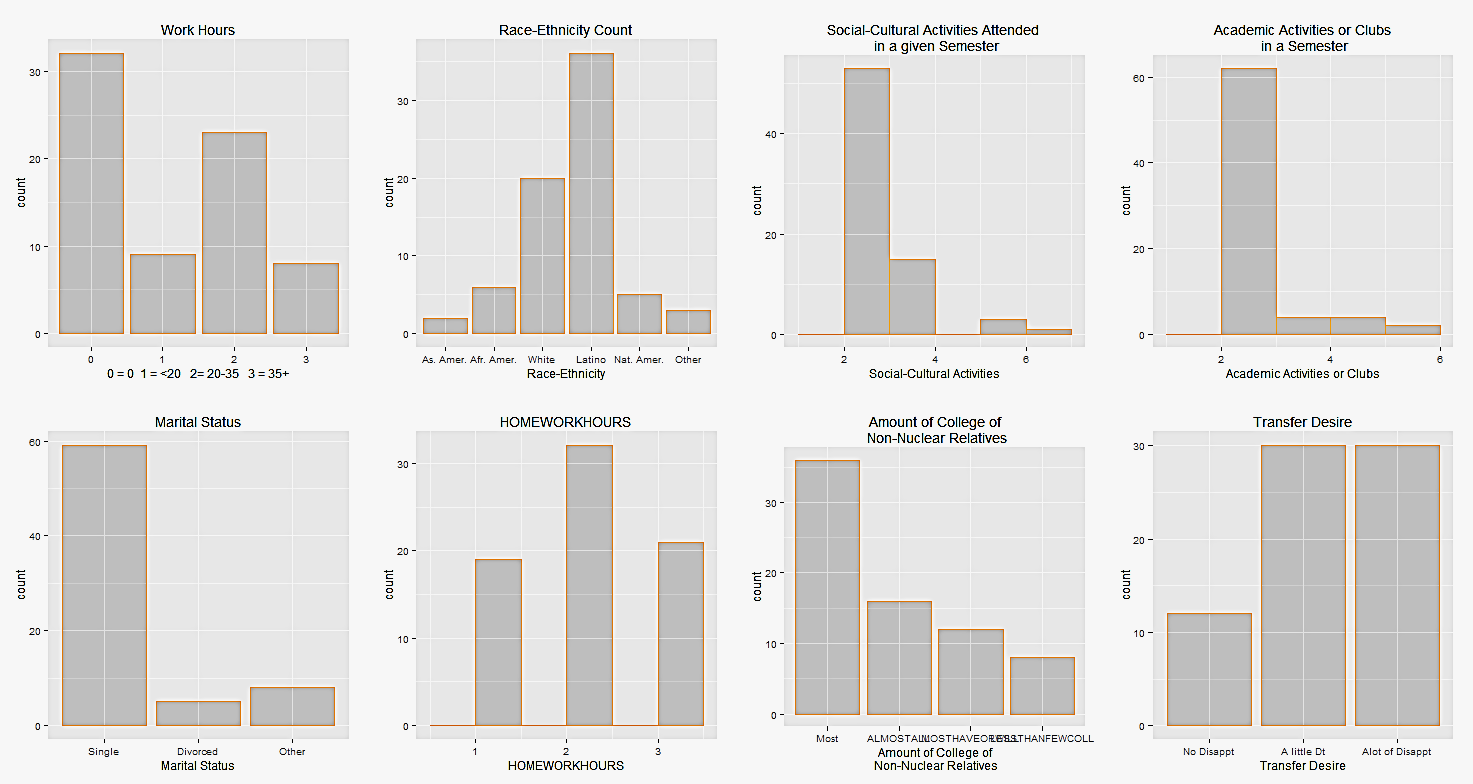 Work Hours
30
20
10
0
count
0 1 2 3
0 = 0 1 = <20 2= 20-35 3 = 35+
Race-Ethnicity Count
30
20
10
0
count
As. Amer. Afr. Amer. White Latino Nat. Amer. Other
Race-Ethnicity
Social-Cultural Activities Attended
in a given Semester
40
20
0
count
2 4 6
Social-Cultural Activities
Academic Activities or Clubs
in a Semester
60
40
20
0
count
2 4 6
Academic Activities or Clubs
Marital Status
60
40
20
0
count
Single Divorced Other
Marital Status
HOMEWORKHOURS
30
20
10
0
count
1 2 3
HOMEWORKHOURS
Amount of College of
Non-Nuclear Relatives
30
20
10
0
count
Most
Amount of College of
Non-Nuclear Relatives
Transfer Desire
30
20
10
0
count
No Disappt A little Dt Alot of Disappt
Transfer Desire